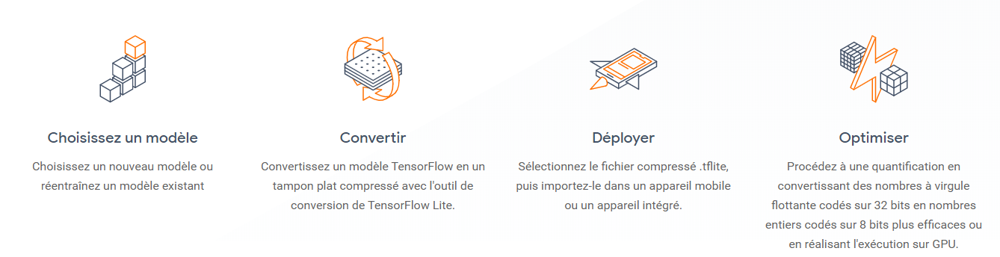 Choisissez un modèle
Choisissez un nouveau modèle ou
réentraînez un modèle existant
Convertir
Convertissez un modèle TensorFlow en un
tampon plat compressé avec l'outil de
conversion de TensorFlow Lite.
Déployer
Sélectionnez le fichier compressé .tflite,
puis importez-le dans un appareil mobile
ou un appareil intégré.
Optimiser
Procédez à une quantification en
convertissant des nombres à virgule
flottante codés sur 32 bits en nombres
entiers codés sur 8 bits plus efficaces ou
en réalisant l'exécution sur GPU.